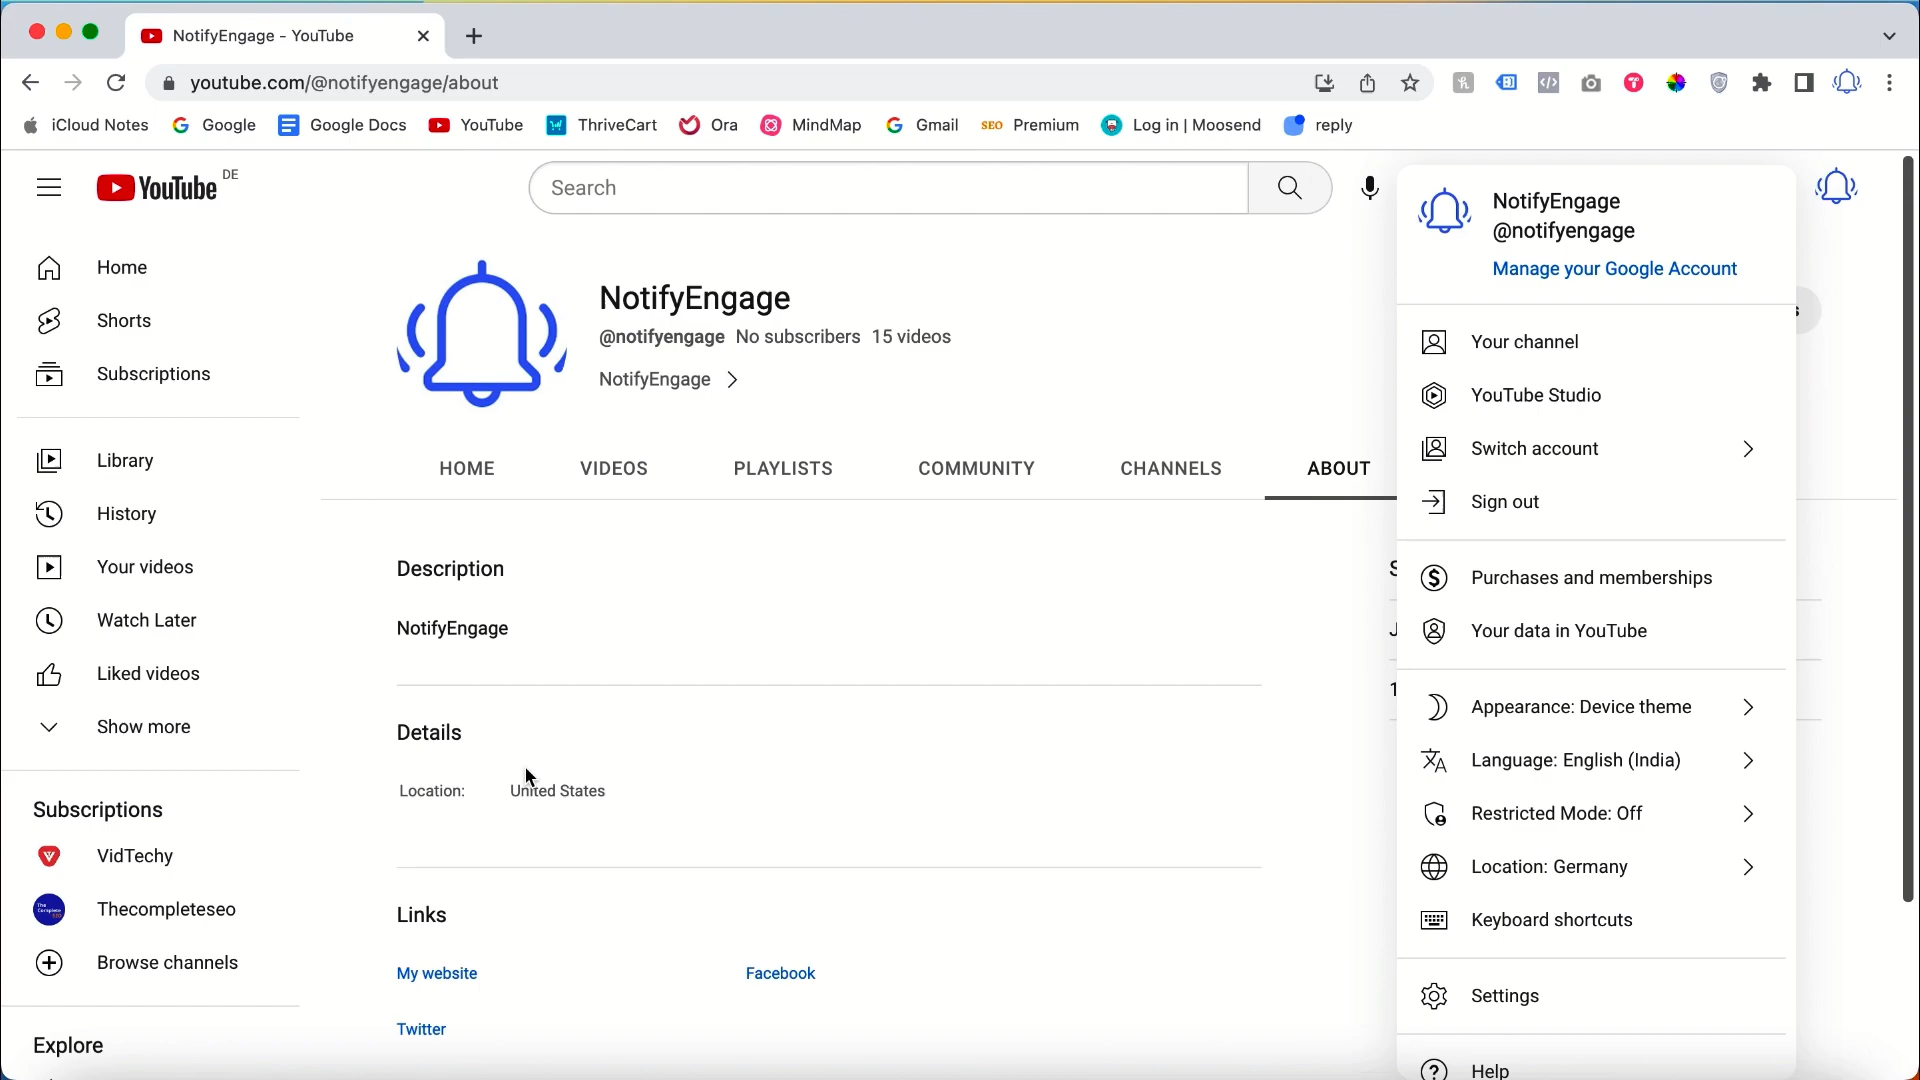 NotifyEngage - YouTube
youtube.com/@notifyengage/about
iCloud Notes
Google
Google Docs
YouTube
ThriveCart
Ora
MindMap
Gmail
SEO Premium
Log in | Moosend
reply
YouTube DE
Search
Home
Shorts
Subscriptions
Library
History
Your videos
Watch Later
Liked videos
Show more
Subscriptions
VidTechy
Thecompleteseo
Browse channels
Explore
NotifyEngage
@notifyengage No subscribers 15 videos
NotifyEngage
HOME
VIDEOS
PLAYLISTS
COMMUNITY
CHANNELS
ABOUT
Description
NotifyEngage
Details
Location: United States
Links
My website
Facebook
Twitter
NotifyEngage
@notifyengage
Manage your Google Account
Your channel
YouTube Studio
Switch account
Sign out
Purchases and memberships
Your data in YouTube
Appearance: Device theme
Language: English (India)
Restricted Mode: Off
Location: Germany
Keyboard shortcuts
Settings
Help